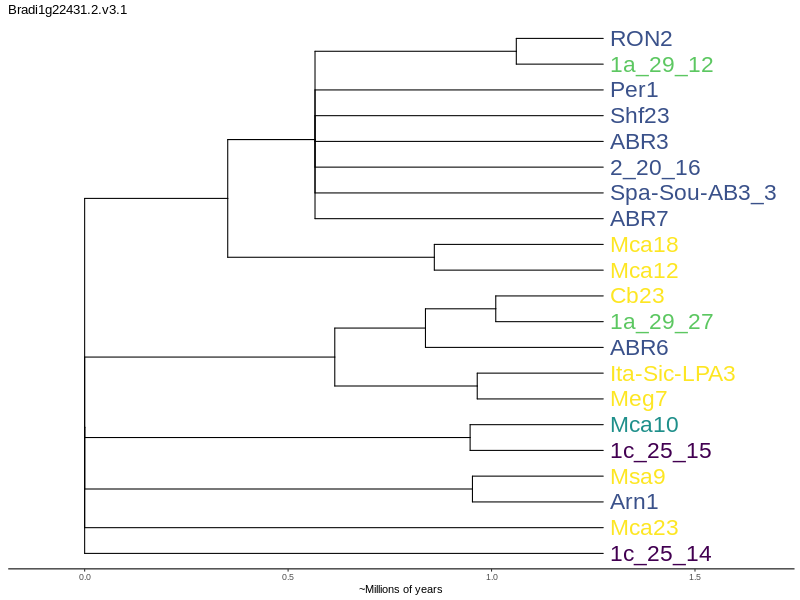 Bradi1g22431.2.v3.1
RON2
1a_29_12
Per1
Shf23
ABR3
2_20_16
Spa-Sou-AB3_3
ABR7
Mca18
Mca12
Cb23
1a_29_27
ABR6
Ita-Sic-LPA3
Meg7
Mca10
1c_25_15
Msa9
Arn1
Mca23
1c_25_14
0.0 0.5 1.0 1.5
~Millions of years